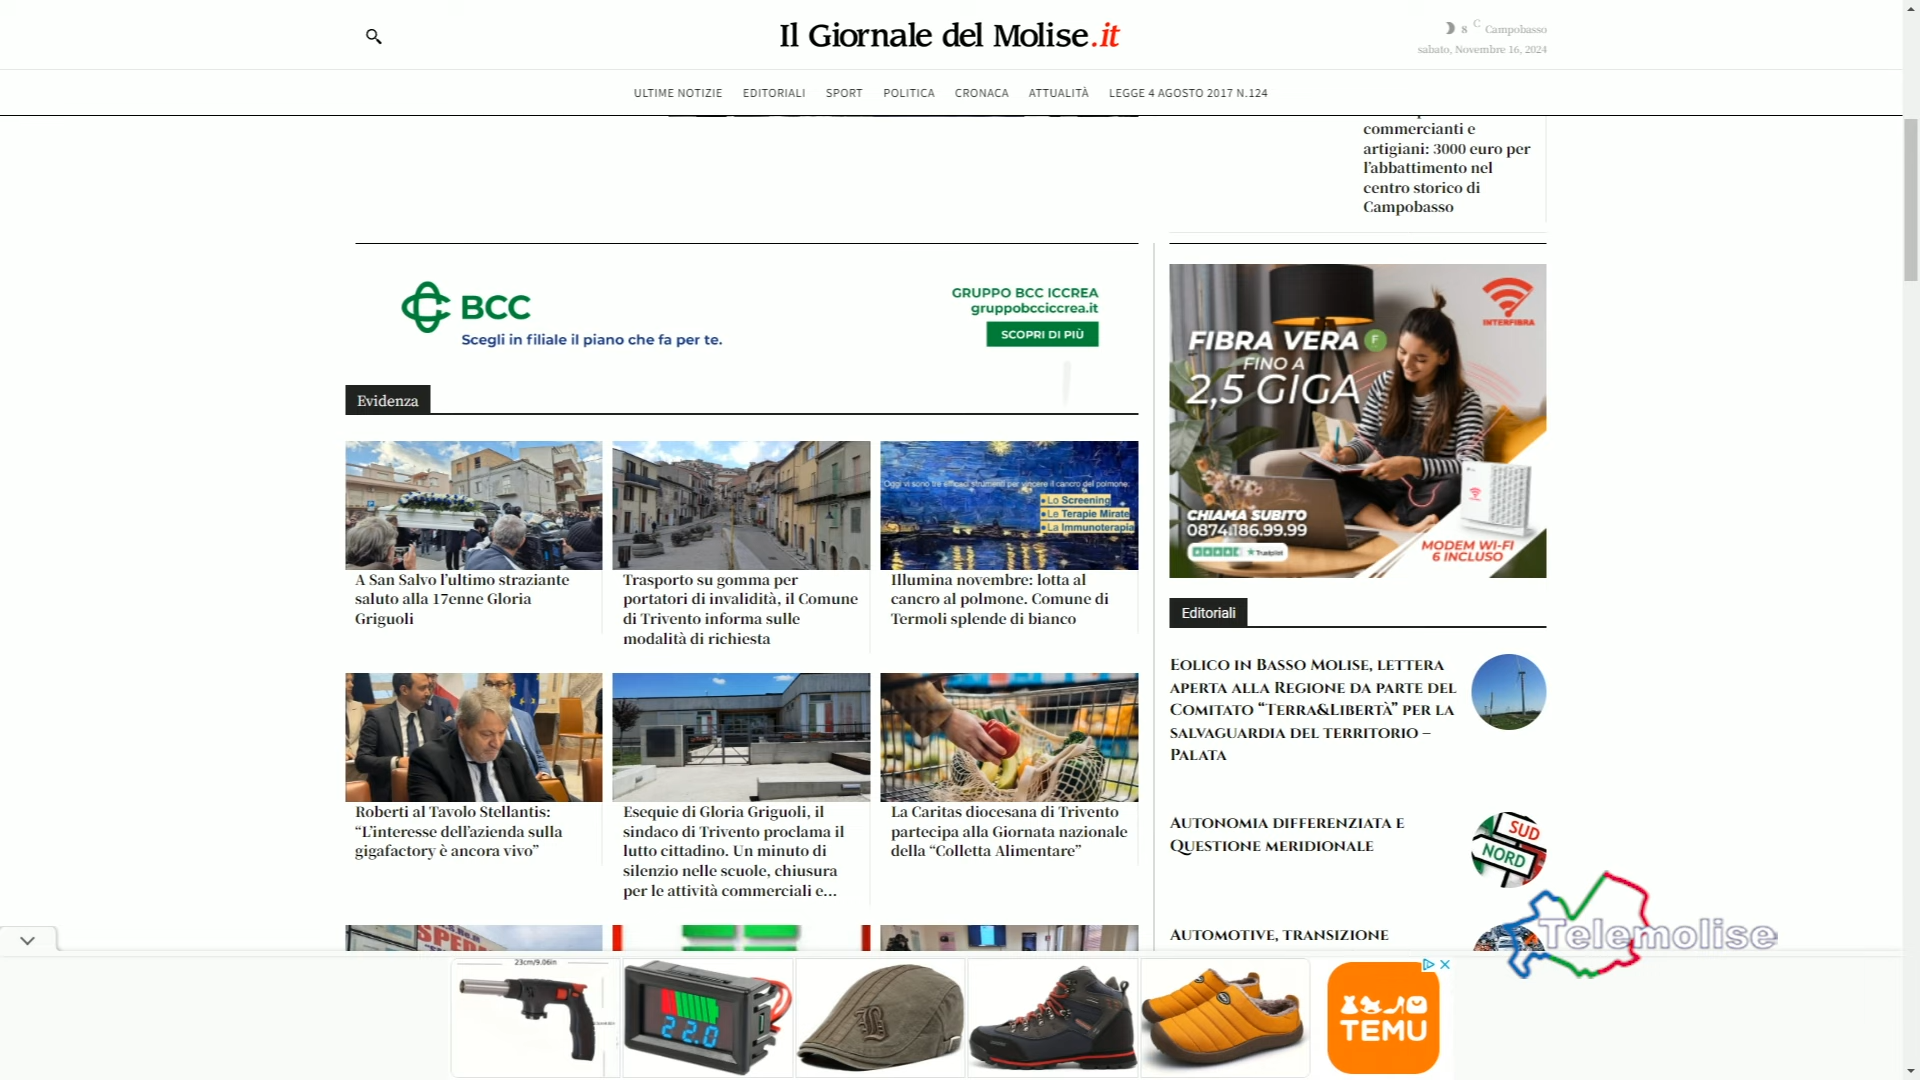 Il Giornale del Molise.it
8 C Campobasso
sabato, Novembre 16, 2024
ULTIME NOTIZIE EDITORIALI SPORT POLITICA CRONACA ATTUALITÀ LEGGE 4 AGOSTO 2017 N.124
commercianti e
artigiani: 3000 euro per
l'abbattimento nel
centro storico di
Campobasso
BCC
Scegli in filiale il piano che fa per te.
GRUPPO BCC ICCREA
gruppobcciccrea.it
SCOPRI DI PIÙ
INTERFIBRA
FIBRA VERA F
FINO A
2,5 GIGA
CHIAMA SUBITO
0874.186.99.99
Trustpilot
MODEM WI-FI
6 INCLUSO
Evidenza
Oggi vi sono tre efficaci strumenti per vincere il cancro del polmone:
•Lo Screening
•Le Terapie Mirate
•La Immunoterapia
A San Salvo l'ultimo straziante
saluto alla 17enne Gloria
Griguoli
Trasporto su gomma per
portatori di invalidità, il Comune
di Trivento informa sulle
modalità di richiesta
Illumina novembre: lotta al
cancro al polmone. Comune di
Termoli splende di bianco
Roberti al Tavolo Stellantis:
“L'interesse dell'azienda sulla
gigafactory è ancora vivo”
Esequie di Gloria Griguoli, il
sindaco di Trivento proclama il
lutto cittadino. Un minuto di
silenzio nelle scuole, chiusura
per le attività commerciali e...
La Caritas diocesana di Trivento
partecipa alla Giornata nazionale
della “Colletta Alimentare”
Editoriali
Eolico in Basso Molise, lettera
aperta alla Regione da parte del
Comitato “Terra&Libertà” per la
salvaguardia del territorio –
Palata
Autonomia differenziata e
Questione meridionale
SUD
NORD
Automotive, transizione
Telemolise
23cm/9.06in
22.0
B
TEMU